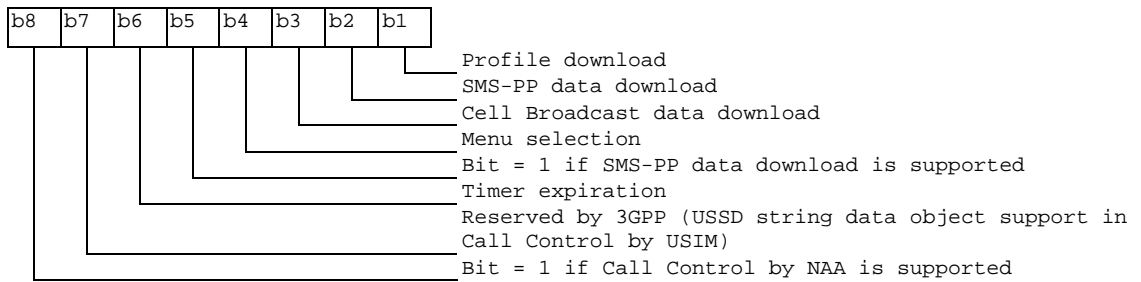 b8 b7 b6 b5 b4 b3 b2 b1
Profile download
SMS-PP data download
Cell Broadcast data download
Menu selection
Bit = 1 if SMS-PP data download is supported
Timer expiration
Reserved by 3GPP (USSD string data object support in
Call Control by USIM)
Bit = 1 if Call Control by NAA is supported